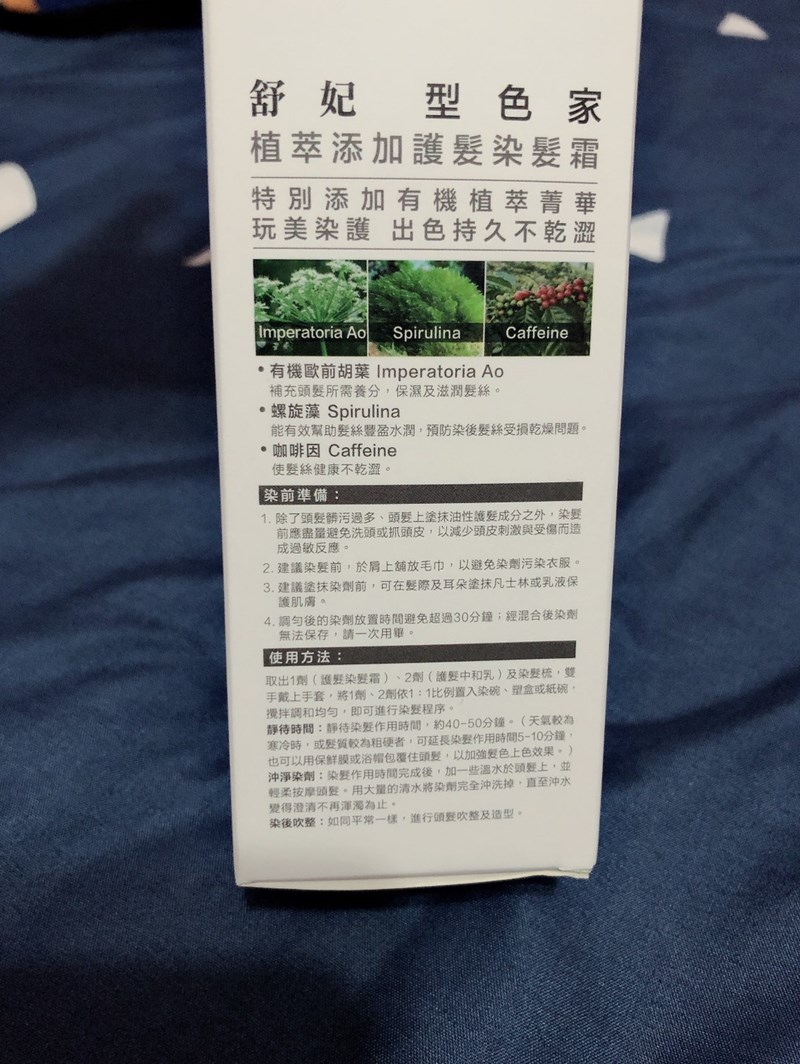 舒妃 型色家
植萃添加護髮染髮霜
特別添加有機植萃菁華
玩美染護 出色持久不乾澀
Imperatoria Ao Spirulina Caffeine
• 有機歐前胡葉 Imperatoria Ao
補充頭髮所需養分，保濕及滋潤髮絲。
• 螺旋藻 Spirulina
能有效幫助髮絲豐盈水潤，預防染後髮絲受損乾燥問題。
• 咖啡因 Caffeine
使髮絲健康不乾澀。
染前準備：
1. 除了頭髮髒污過多、頭髮上塗抹油性護髮成分之外，染髮
前應盡量避免洗頭或抓頭皮，以減少頭皮刺激與受傷而造
成過敏反應。
2. 建議染髮前，於肩上舖放毛巾，以避免染劑污染衣服。
3. 建議塗抹染劑前，可在髮際及耳朵塗抹凡士林或乳液保
護肌膚。
4. 調勻後的染劑放置時間避免超過30分鐘；經混合後染劑
無法保存，請一次用畢。
使用方法：
取出1劑（護髮染髮霜）、2劑（護髮中和乳）及染髮梳，雙
手戴上手套，將1劑、2劑依1：1比例置入染碗、塑盒或紙碗，
攪拌調和均勻，即可進行染髮程序。
靜待時間：靜待染髮作用時間，約40-50分鐘。（天氣較為
寒冷時，或髮質較為粗硬者，可延長染髮作用時間5-10分鐘，
也可以用保鮮膜或浴帽包覆住頭髮，以加強髮色上色效果。）
沖淨染劑：染髮作用時間完成後，加一些溫水於頭髮上，並
輕柔按摩頭髮。用大量的清水將染劑完全沖洗掉，直至沖水
變得澄清不再渾濁為止。
染後吹整：如同平常一樣，進行頭髮吹整及造型。